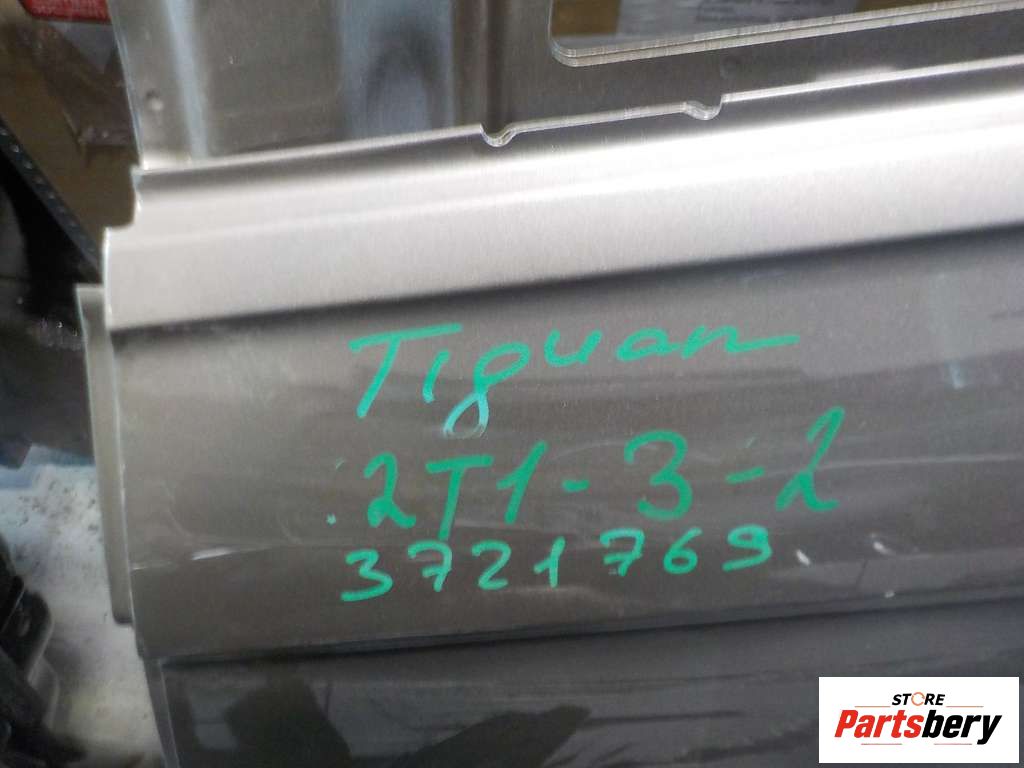 Tiguan
2T1-3-2
3721769
STORE
Partsbery